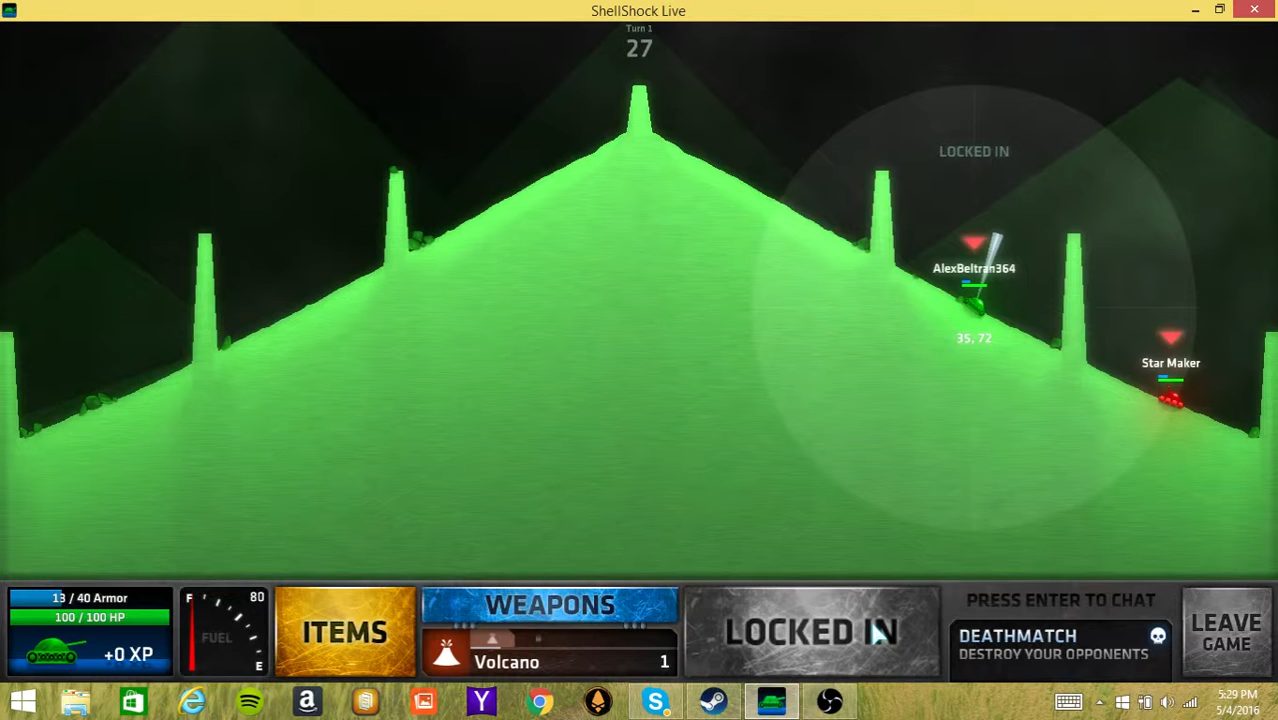 ShellShock Live
Turn 1
27
LOCKED IN
AlexBeltran364
35, 72
Star Maker
13 / 40 Armor
100 / 100 HP
+0 XP
F
80
FUEL
E
ITEMS
WEAPONS
Volcano
1
LOCKED IN
PRESS ENTER TO CHAT
DEATHMATCH
DESTROY YOUR OPPONENTS
LEAVE
GAME
5:29 PM
5/4/2016